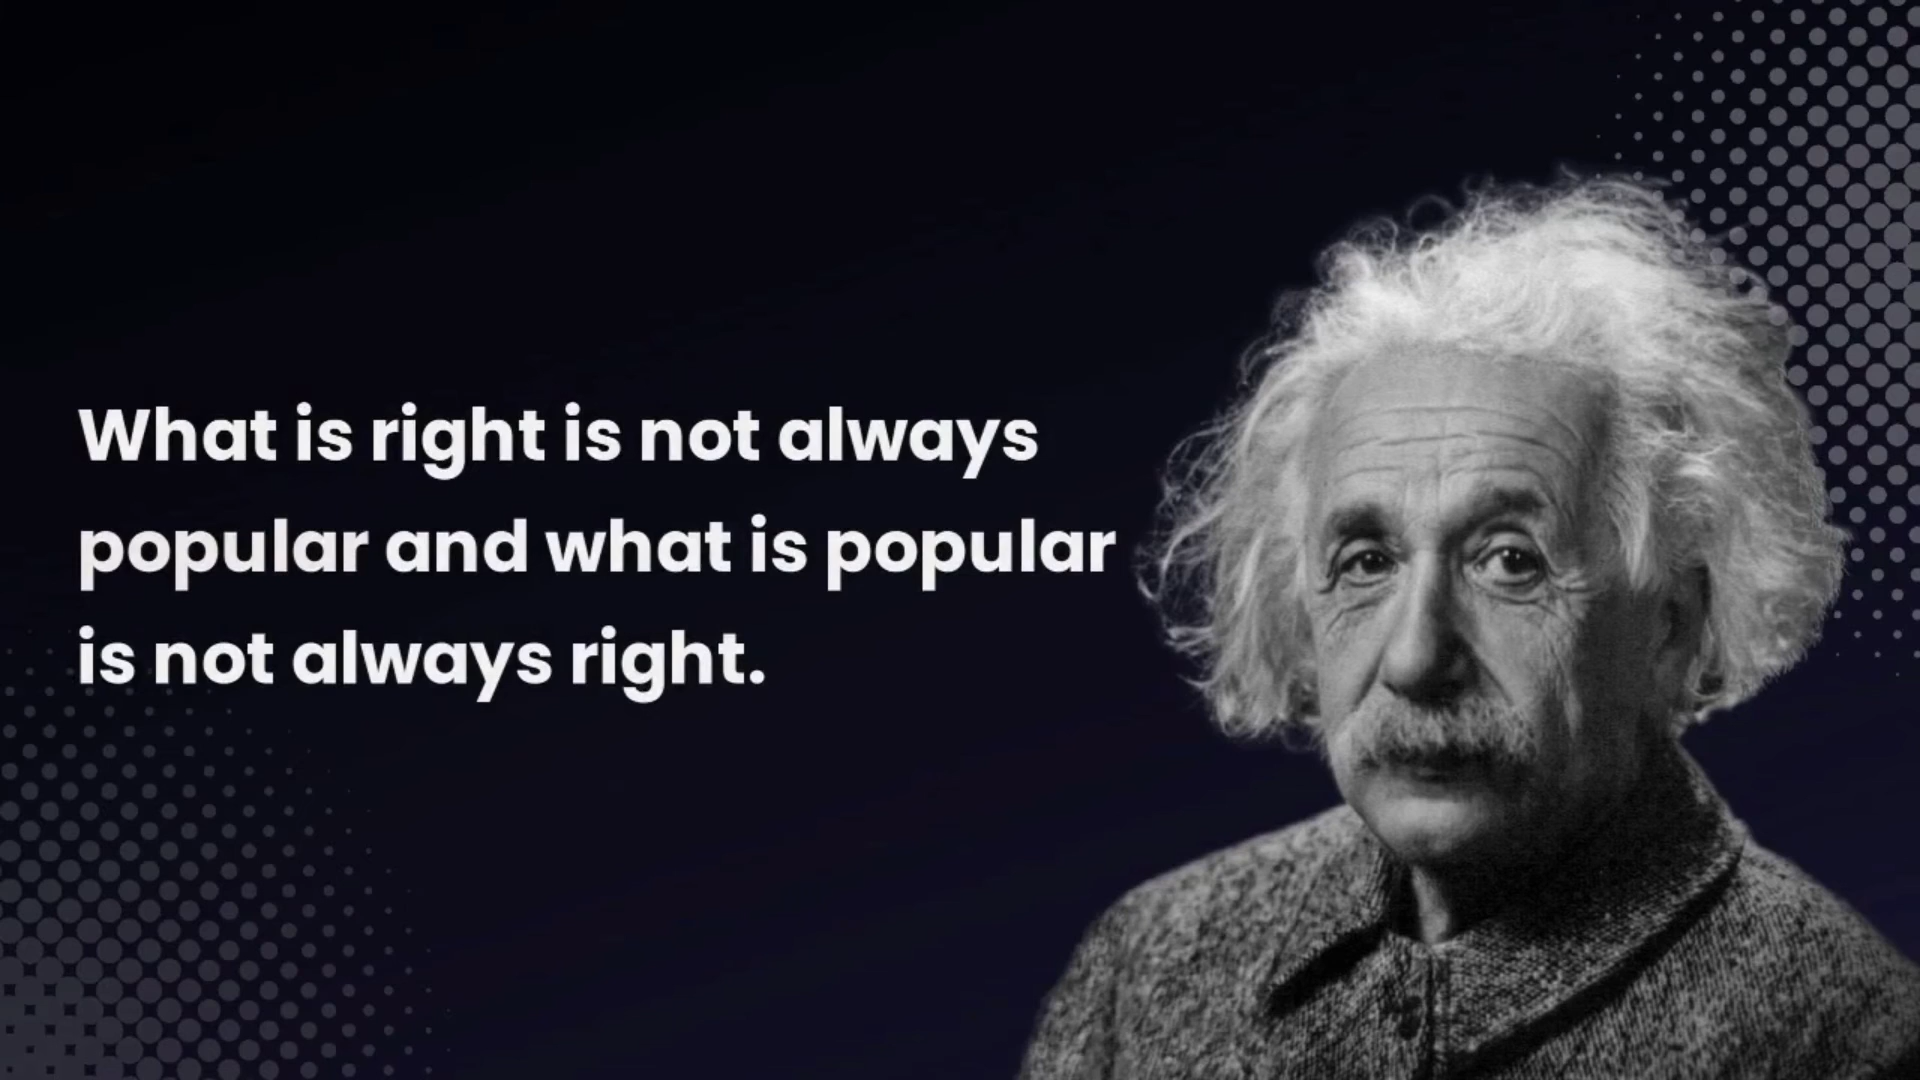 What is right is not always
popular and what is popular
is not always right.